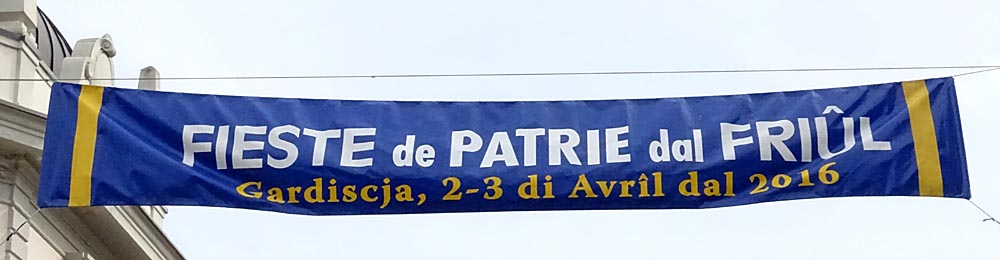 FIESTE de PATRIE dal FRIÛL
Gardiscja, 2-3 di Avrîl dal 2016